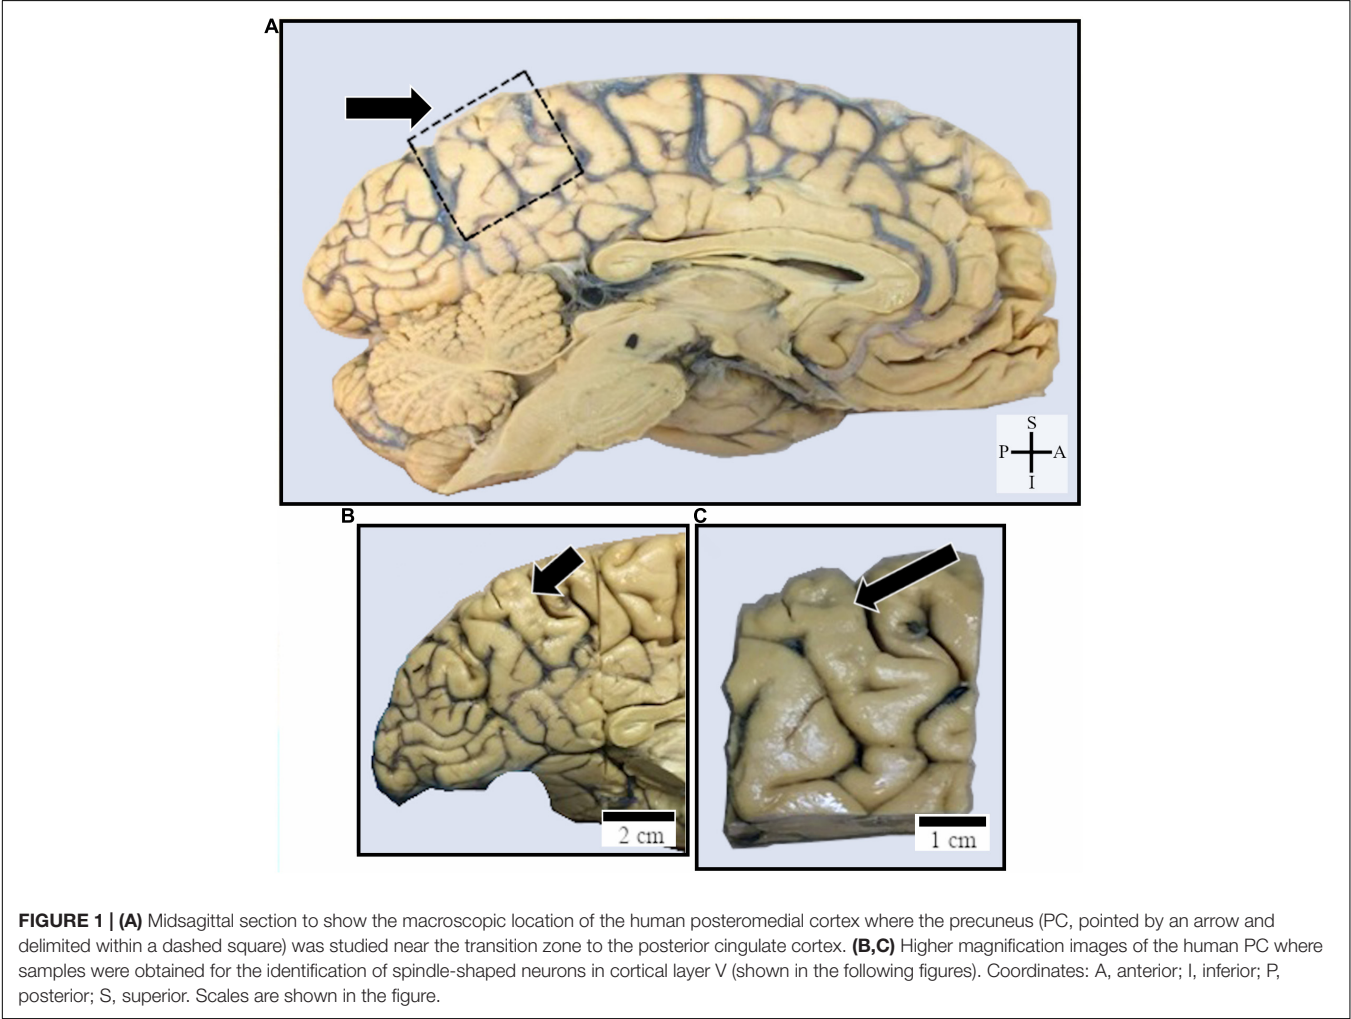 A
S
P A
I
B
C
2 cm
1 cm
FIGURE 1 | (A) Midsagittal section to show the macroscopic location of the human posteromedial cortex where the precuneus (PC, pointed by an arrow and
delimited within a dashed square) was studied near the transition zone to the posterior cingulate cortex. (B,C) Higher magnification images of the human PC where
samples were obtained for the identification of spindle-shaped neurons in cortical layer V (shown in the following figures). Coordinates: A, anterior; I, inferior; P,
posterior; S, superior. Scales are shown in the figure.